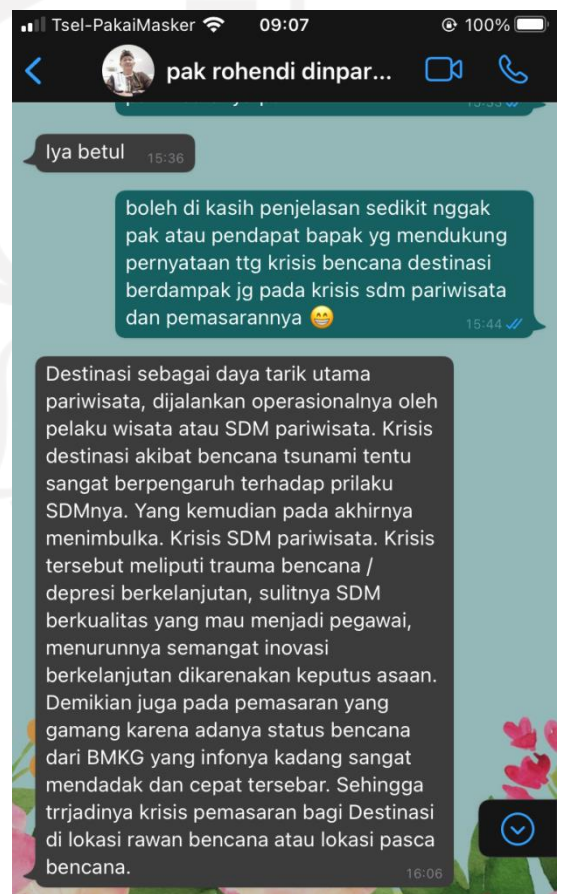 Tsel-PakaiMasker 09:07 100%
pak rohendi dinpar...
Iya betul 15:36
boleh di kasih penjelasan sedikit nggak
pak atau pendapat bapak yg mendukung
pernyataan ttg krisis bencana destinasi
berdampak jg pada krisis sdm pariwisata
dan pemasarannya 😁 15:44
Destinasi sebagai daya tarik utama
pariwisata, dijalankan operasionalnya oleh
pelaku wisata atau SDM pariwisata. Krisis
destinasi akibat bencana tsunami tentu
sangat berpengaruh terhadap prilaku
SDMnya. Yang kemudian pada akhirnya
menimbulka. Krisis SDM pariwisata. Krisis
tersebut meliputi trauma bencana /
depresi berkelanjutan, sulitnya SDM
berkualitas yang mau menjadi pegawai,
menurunnya semangat inovasi
berkelanjutan dikarenakan keputus asaan.
Demikian juga pada pemasaran yang
gamang karena adanya status bencana
dari BMKG yang infonya kadang sangat
mendadak dan cepat tersebar. Sehingga
trrjadinya krisis pemasaran bagi Destinasi
di lokasi rawan bencana atau lokasi pasca
bencana. 16:06